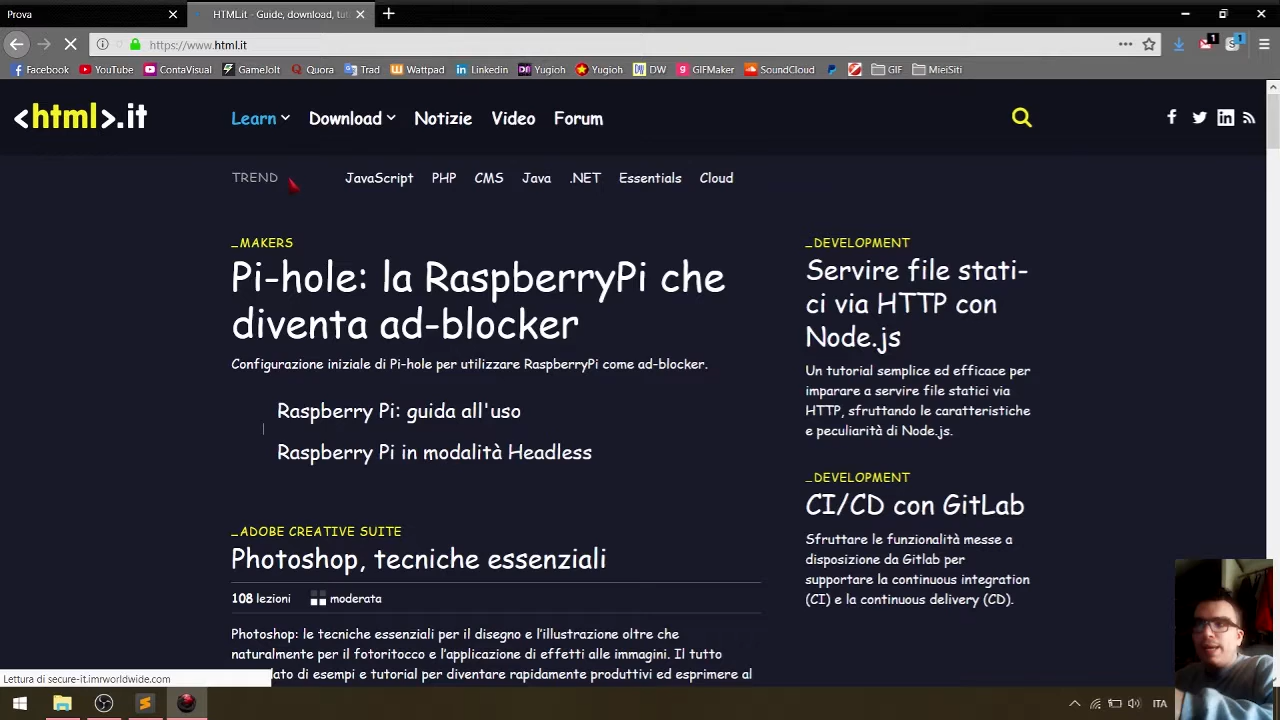 Prova
HTML.it - Guide, download, tut
https://www.html.it
Facebook YouTube ContaVisual GameJolt Quora Trad Wattpad Linkedin Yugioh Yugioh DW GIFMaker SoundCloud GIF MieiSiti
1 1
<html>.it
Learn Download Notizie Video Forum
TREND JavaScript PHP CMS Java .NET Essentials Cloud
_MAKERS
Pi-hole: la RaspberryPi che
diventa ad-blocker
Configurazione iniziale di Pi-hole per utilizzare RaspberryPi come ad-blocker.
Raspberry Pi: guida all'uso
Raspberry Pi in modalità Headless
_ADOBE CREATIVE SUITE
Photoshop, tecniche essenziali
108 lezioni moderata
Photoshop: le tecniche essenziali per il disegno e l'illustrazione oltre che
naturalmente per il fotoritocco e l'applicazione di effetti alle immagini. Il tutto
di esempi e tutorial per diventare rapidamente produttivi ed esprimere al
_DEVELOPMENT
Servire file stati-
ci via HTTP con
Node.js
Un tutorial semplice ed efficace per
imparare a servire file statici via
HTTP, sfruttando le caratteristiche
e peculiarità di Node.js.
_DEVELOPMENT
CI/CD con GitLab
Sfruttare le funzionalità messe a
disposizione da Gitlab per
supportare la continuous integration
(CI) e la continuous delivery (CD).
Lettura di secure-it.imrworldwide.com
ITA